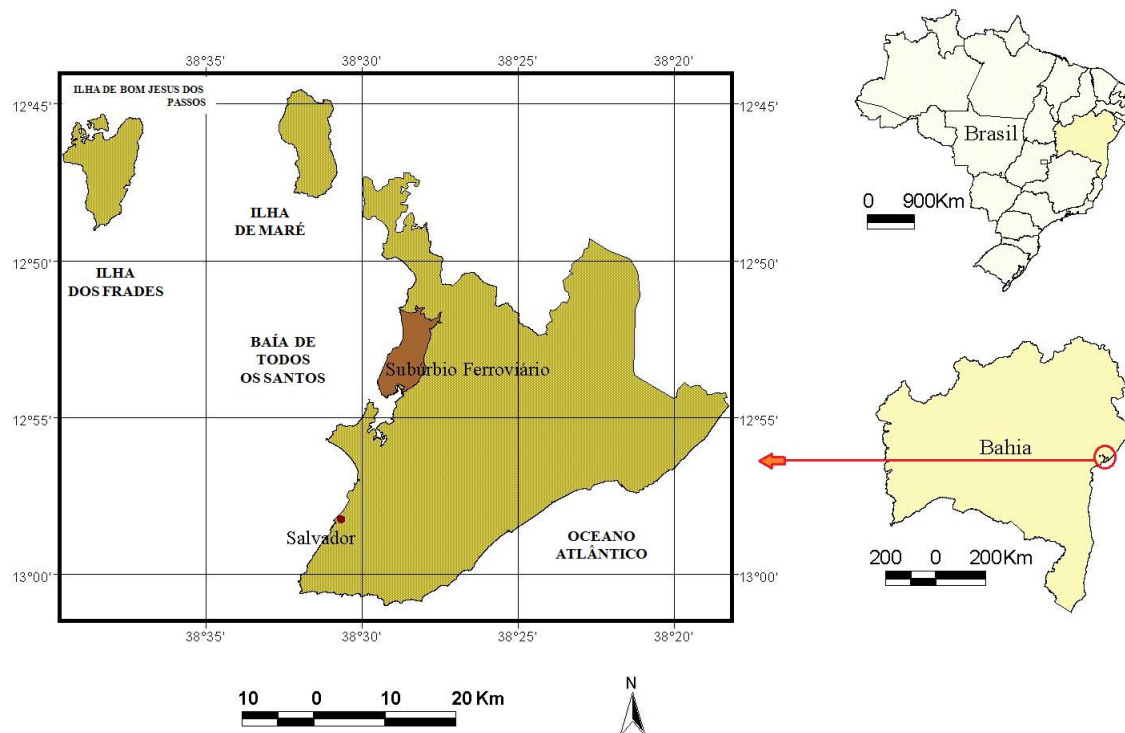 38°35'
38°30'
38°25'
38°20'
12°45'
12°50'
12°55'
13°00'
ILHA DE BOM JESUS DOS
PASSOS
ILHA
DE MARÉ
ILHA
DOS FRADES
BAÍA DE
TODOS
OS SANTOS
Subúrbio Ferroviário
Salvador
OCEANO
ATLÂNTICO
12°45'
12°50'
12°55'
13°00'
38°35'
38°30'
38°25'
38°20'
10 0 10 20 Km
N
Brasil
0 900Km
Bahia
200 0 200Km